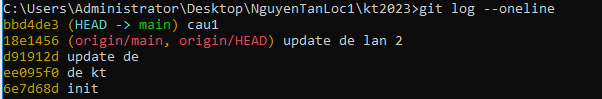 C:\Users\Administrator\Desktop\NguyenTanLoc1\kt2023>git log --oneline
bbd4de3 (HEAD -> main) cau1
18e1456 (origin/main, origin/HEAD) update de lan 2
d91912d update de
ee095f0 de kt
6e7d68d init